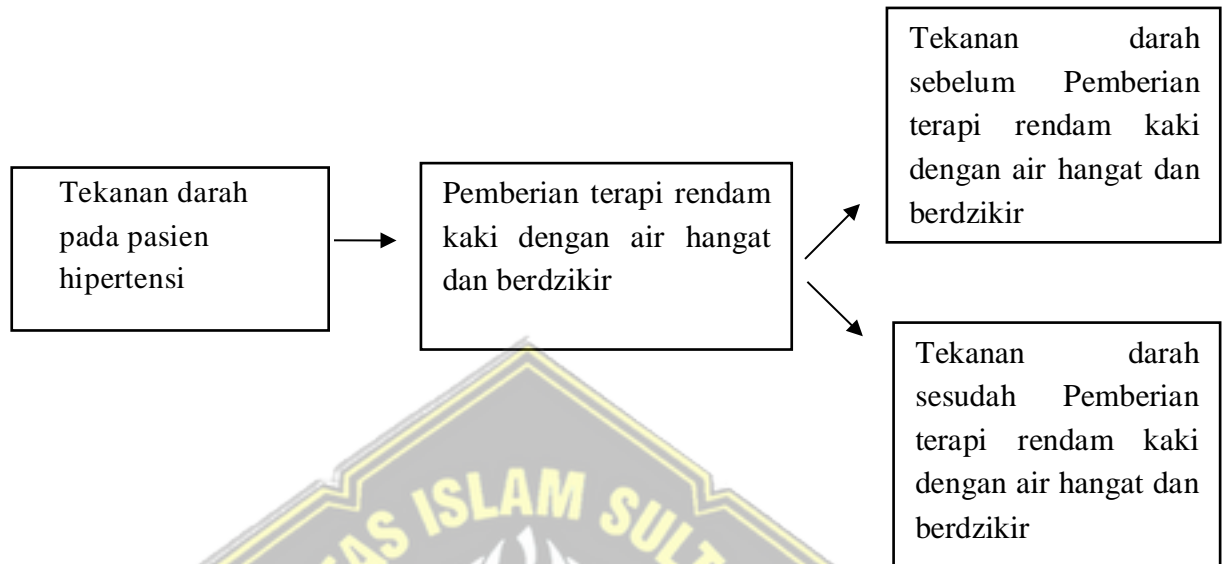 Tekanan darah
pada pasien
hipertensi
Pemberian terapi rendam
kaki dengan air hangat
dan berdzikir
Tekanan darah
sebelum Pemberian
terapi rendam kaki
dengan air hangat dan
berdzikir
Tekanan darah
sesudah Pemberian
terapi rendam kaki
dengan air hangat dan
berdzikir
ISLAM